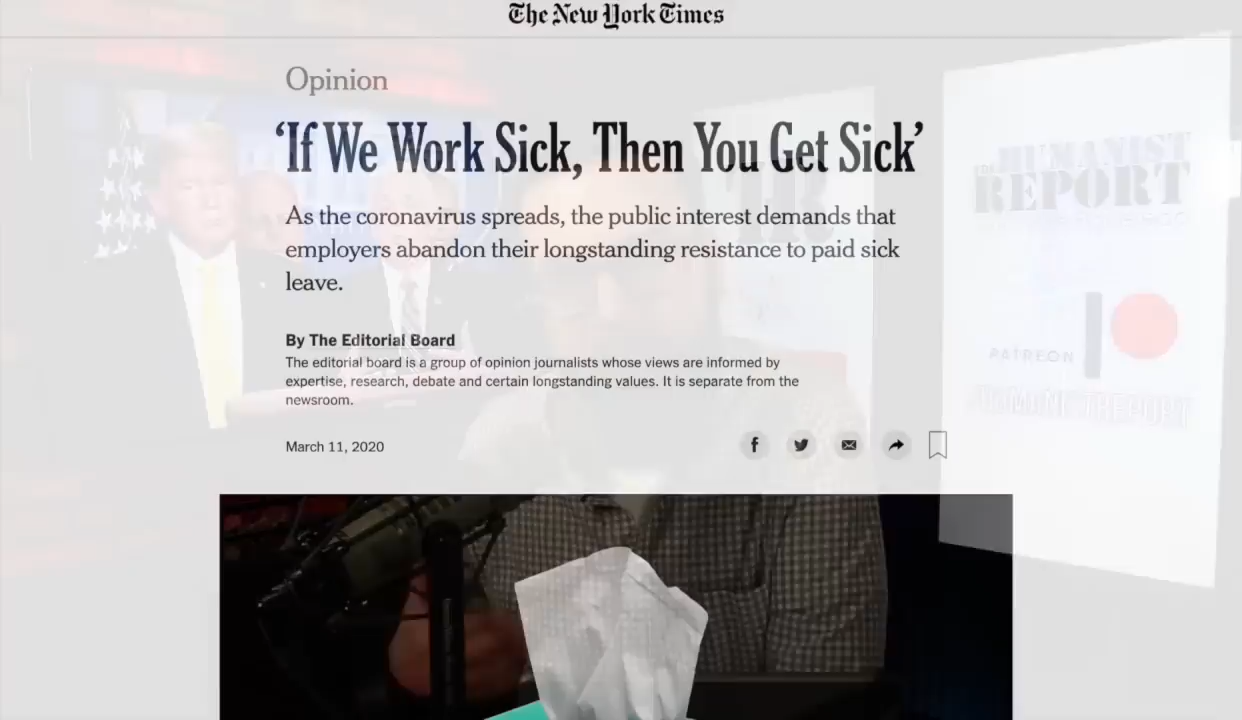 The New York Times
Opinion
‘If We Work Sick, Then You Get Sick’
As the coronavirus spreads, the public interest demands that
employers abandon their longstanding resistance to paid sick
leave.
By The Editorial Board
The editorial board is a group of opinion journalists whose views are informed by
expertise, research, debate and certain longstanding values. It is separate from the
newsroom.
March 11, 2020
THE HUMANIST
REPORT
PATREON